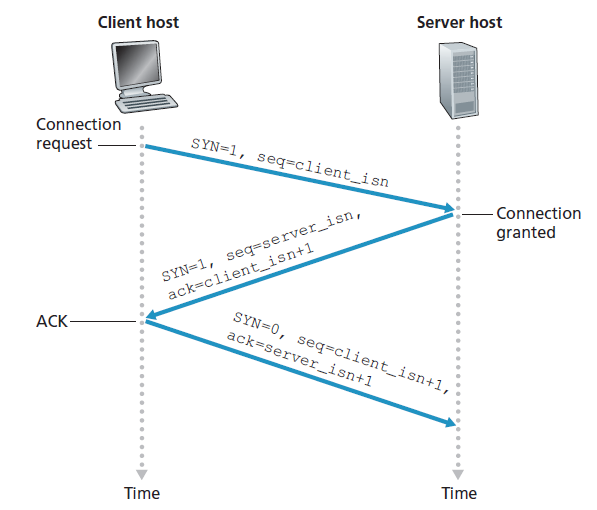 Client host
Server host
Connection
request
SYN=1, seq=client_isn
Connection
granted
SYN=1, seq=server_isn,
ack=client_isn+1
ACK
SYN=0, seq=client_isn+1,
ack=server_isn+1
Time
Time